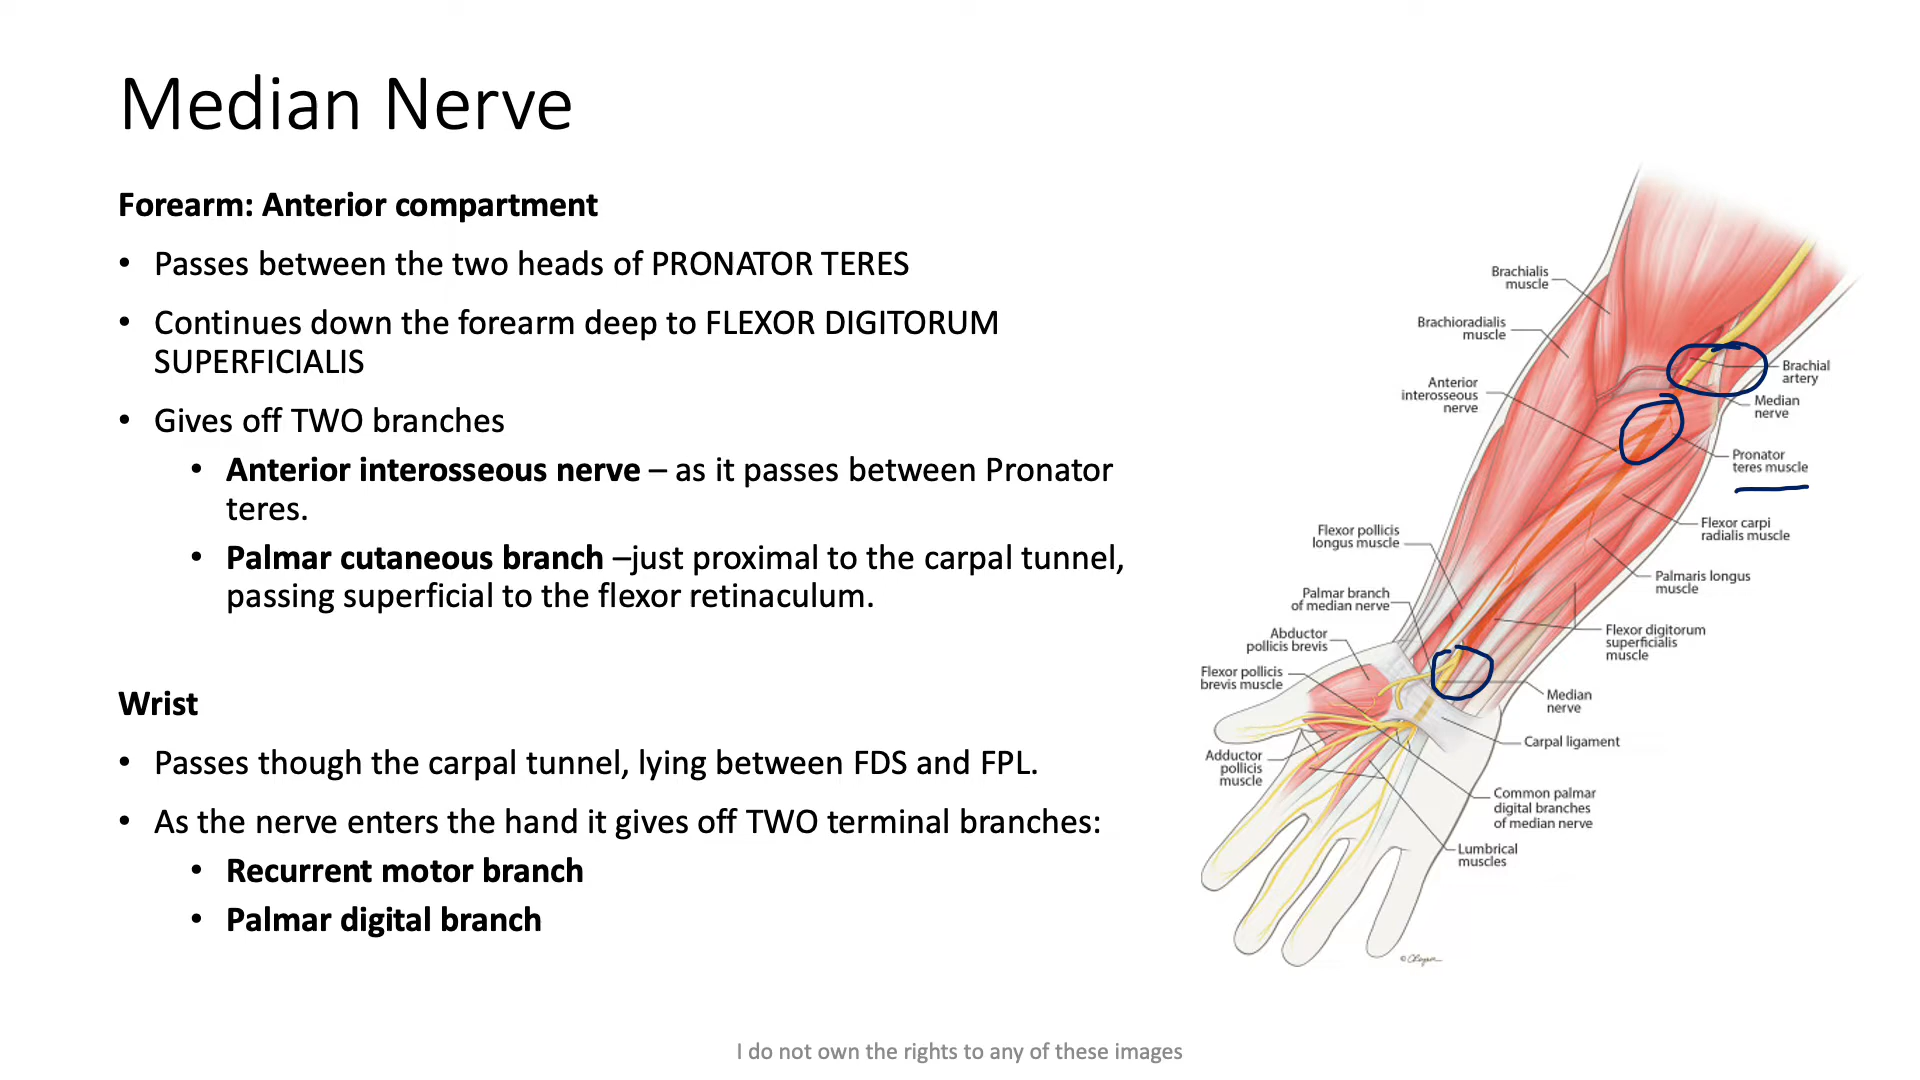 Median Nerve
Forearm: Anterior compartment
• Passes between the two heads of PRONATOR TERES
• Continues down the forearm deep to FLEXOR DIGITORUM
SUPERFICIALIS
• Gives off TWO branches
• Anterior interosseous nerve – as it passes between Pronator
teres.
• Palmar cutaneous branch –just proximal to the carpal tunnel,
passing superficial to the flexor retinaculum.
Wrist
• Passes though the carpal tunnel, lying between FDS and FPL.
• As the nerve enters the hand it gives off TWO terminal branches:
• Recurrent motor branch
• Palmar digital branch
Brachialis
muscle
Brachioradialis
muscle
Anterior
interosseous
nerve
Flexor pollicis
longus muscle
Palmar branch
of median nerve
Abductor
pollicis brevis
Flexor pollicis
brevis muscle
Adductor
pollicis
muscle
Brachial
artery
Median
nerve
Pronator
teres muscle
Flexor carpi
radialis muscle
Palmaris longus
muscle
Flexor digitorum
superficialis
muscle
Median
nerve
Carpal ligament
Common palmar
digital branches
of median nerve
Lumbrical
muscles
I do not own the rights to any of these images